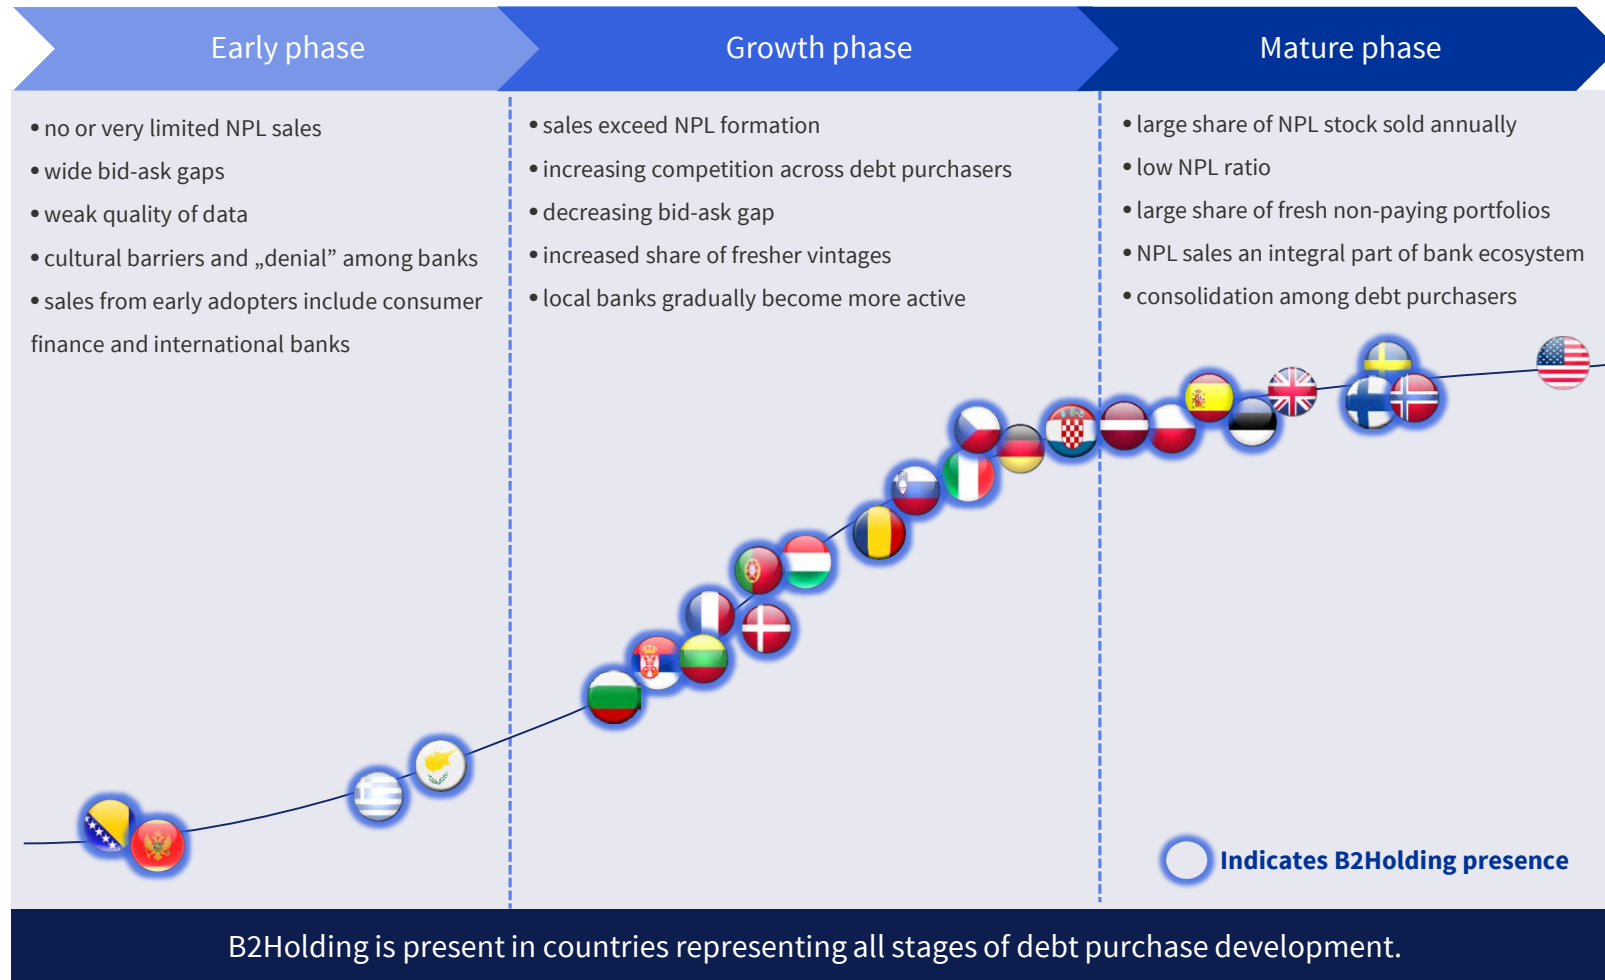 Early phase
Growth phase
Mature phase
• no or very limited NPL sales
• wide bid-ask gaps
• weak quality of data
• cultural barriers and „denial” among banks
• sales from early adopters include consumer
finance and international banks
• sales exceed NPL formation
• increasing competition across debt purchasers
• decreasing bid-ask gap
• increased share of fresher vintages
• local banks gradually become more active
• large share of NPL stock sold annually
• low NPL ratio
• large share of fresh non-paying portfolios
• NPL sales an integral part of bank ecosystem
• consolidation among debt purchasers
Indicates B2Holding presence
B2Holding is present in countries representing all stages of debt purchase development.